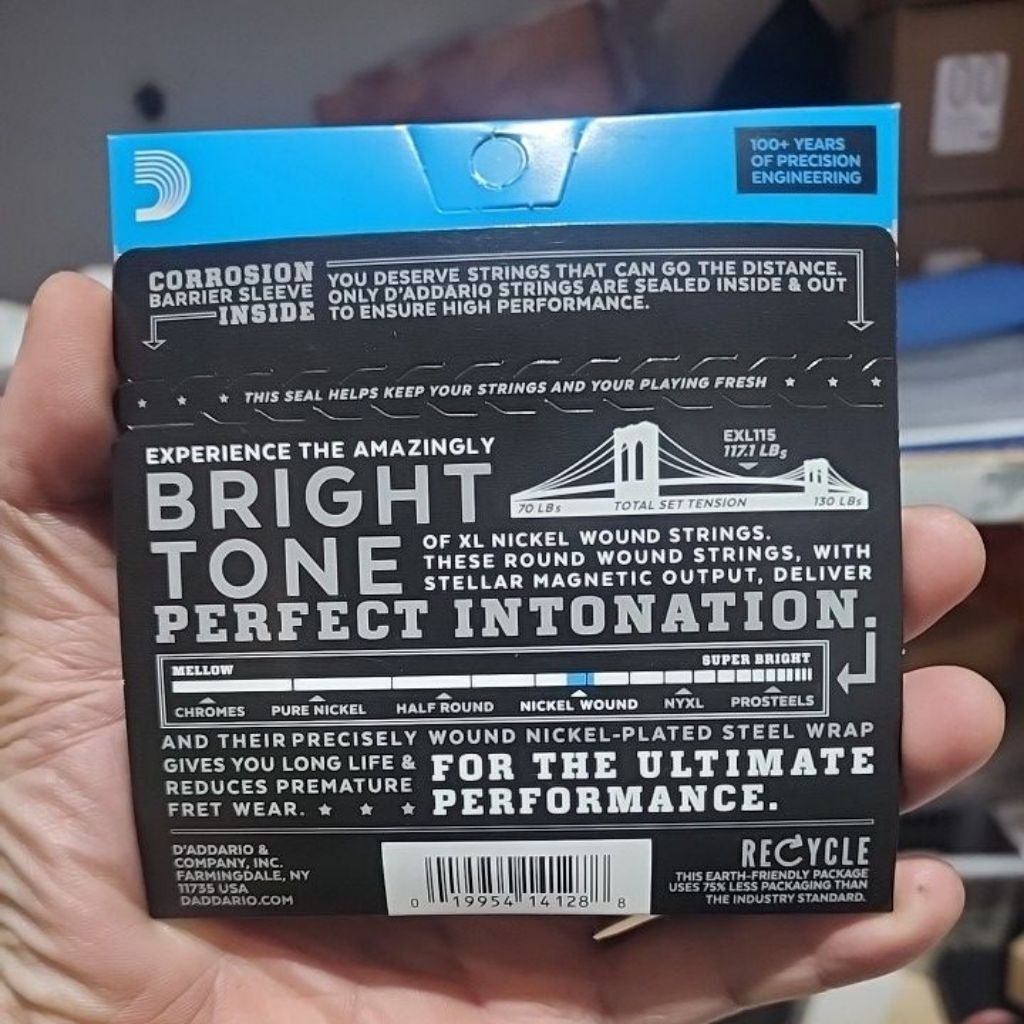 100+ YEARS
OF PRECISION
ENGINEERING
CORROSION
BARRIER SLEEVE
INSIDE
YOU DESERVE STRINGS THAT CAN GO THE DISTANCE.
ONLY D'ADDARIO STRINGS ARE SEALED INSIDE & OUT
TO ENSURE HIGH PERFORMANCE.
THIS SEAL HELPS KEEP YOUR STRINGS AND YOUR PLAYING FRESH
EXPERIENCE THE AMAZINGLY
BRIGHT
TONE
EXL115
117.1 LBs
70 LBs TOTAL SET TENSION 130 LBs
OF XL NICKEL WOUND STRINGS.
THESE ROUND WOUND STRINGS, WITH
STELLAR MAGNETIC OUTPUT, DELIVER
PERFECT INTONATION.
MELLOW SUPER BRIGHT
CHROMES PURE NICKEL HALF ROUND NICKEL WOUND NYXL PROSTEELS
AND THEIR PRECISELY WOUND NICKEL-PLATED STEEL WRAP
GIVES YOU LONG LIFE &
REDUCES PREMATURE
FRET WEAR.
FOR THE ULTIMATE
PERFORMANCE.
D'ADDARIO &
COMPANY, INC.
FARMINGDALE, NY
11735 USA
DADDARIO.COM
0 19954 14128 8
RECYCLE
THIS EARTH-FRIENDLY PACKAGE
USES 75% LESS PACKAGING THAN
THE INDUSTRY STANDARD.